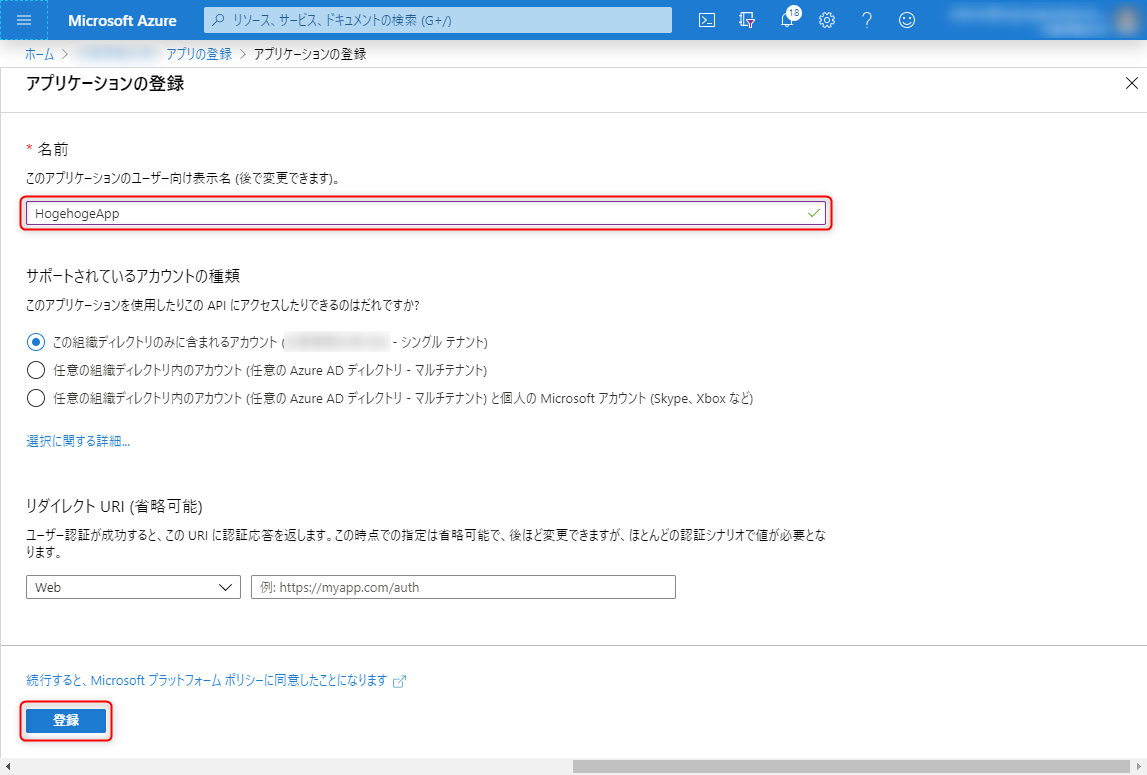 Microsoft Azure
リソース、サービス、ドキュメントの検索 (G+/)
18
ホーム > アプリの登録 > アプリケーションの登録
アプリケーションの登録
* 名前
このアプリケーションのユーザー向け表示名 (後で変更できます)。
HogehogeApp
サポートされているアカウントの種類
このアプリケーションを使用したりこの API にアクセスしたりできるのはだれですか?
この組織ディレクトリのみに含まれるアカウント ( - シングル テナント)
任意の組織ディレクトリ内のアカウント (任意の Azure AD ディレクトリ - マルチテナント)
任意の組織ディレクトリ内のアカウント (任意の Azure AD ディレクトリ - マルチテナント) と個人の Microsoft アカウント (Skype、Xbox など)
選択に関する詳細...
リダイレクト URI (省略可能)
ユーザー認証が成功すると、この URI に認証応答を返します。この時点での指定は省略可能で、後ほど変更できますが、ほとんどの認証シナリオで値が必要とな
ります。
Web
例: https://myapp.com/auth
続行すると、Microsoft プラットフォーム ポリシーに同意したことになります
登録